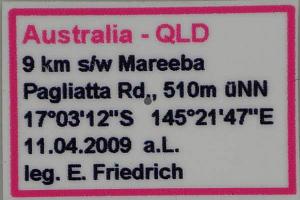 Australia - QLD
9 km s/w Mareeba
Pagliatta Rd., 510m üNN
17°03'12"S 145°21'47"E
11.04.2009 a.L.
leg. E. Friedrich